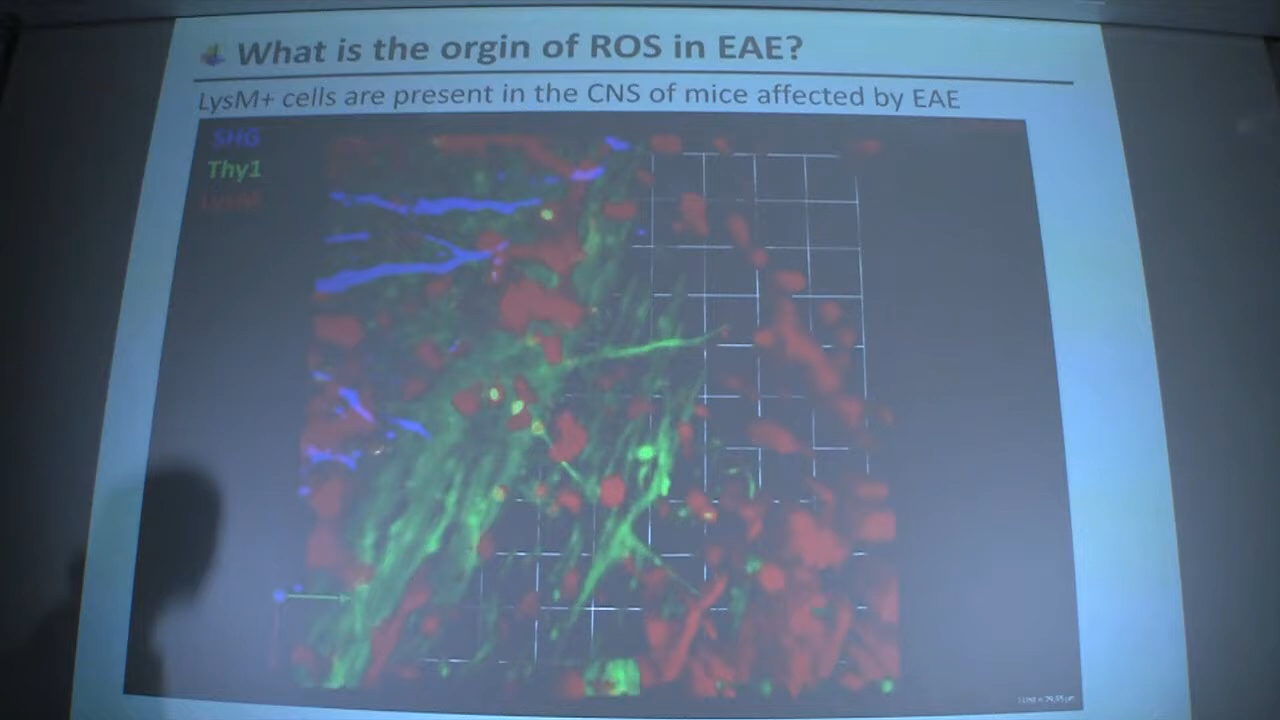 What is the orgin of ROS in EAE?
LysM+ cells are present in the CNS of mice affected by EAE
SHG
Thy1
LysM